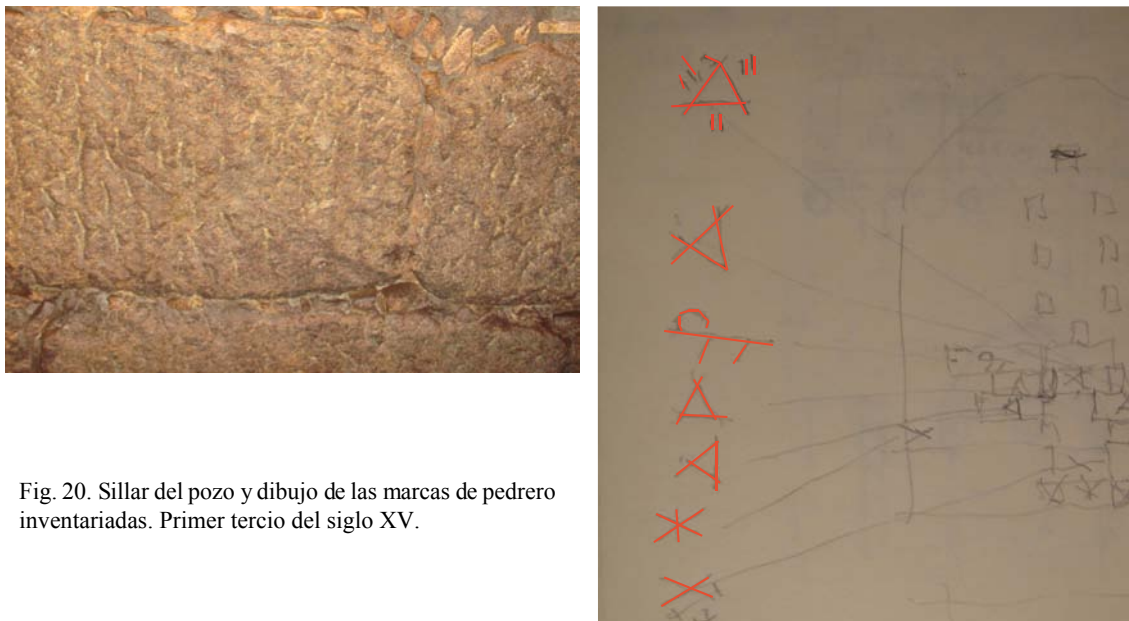 Fig. 20. Sillar del pozo y dibujo de las marcas de pedrero
inventariadas. Primer tercio del siglo XV.